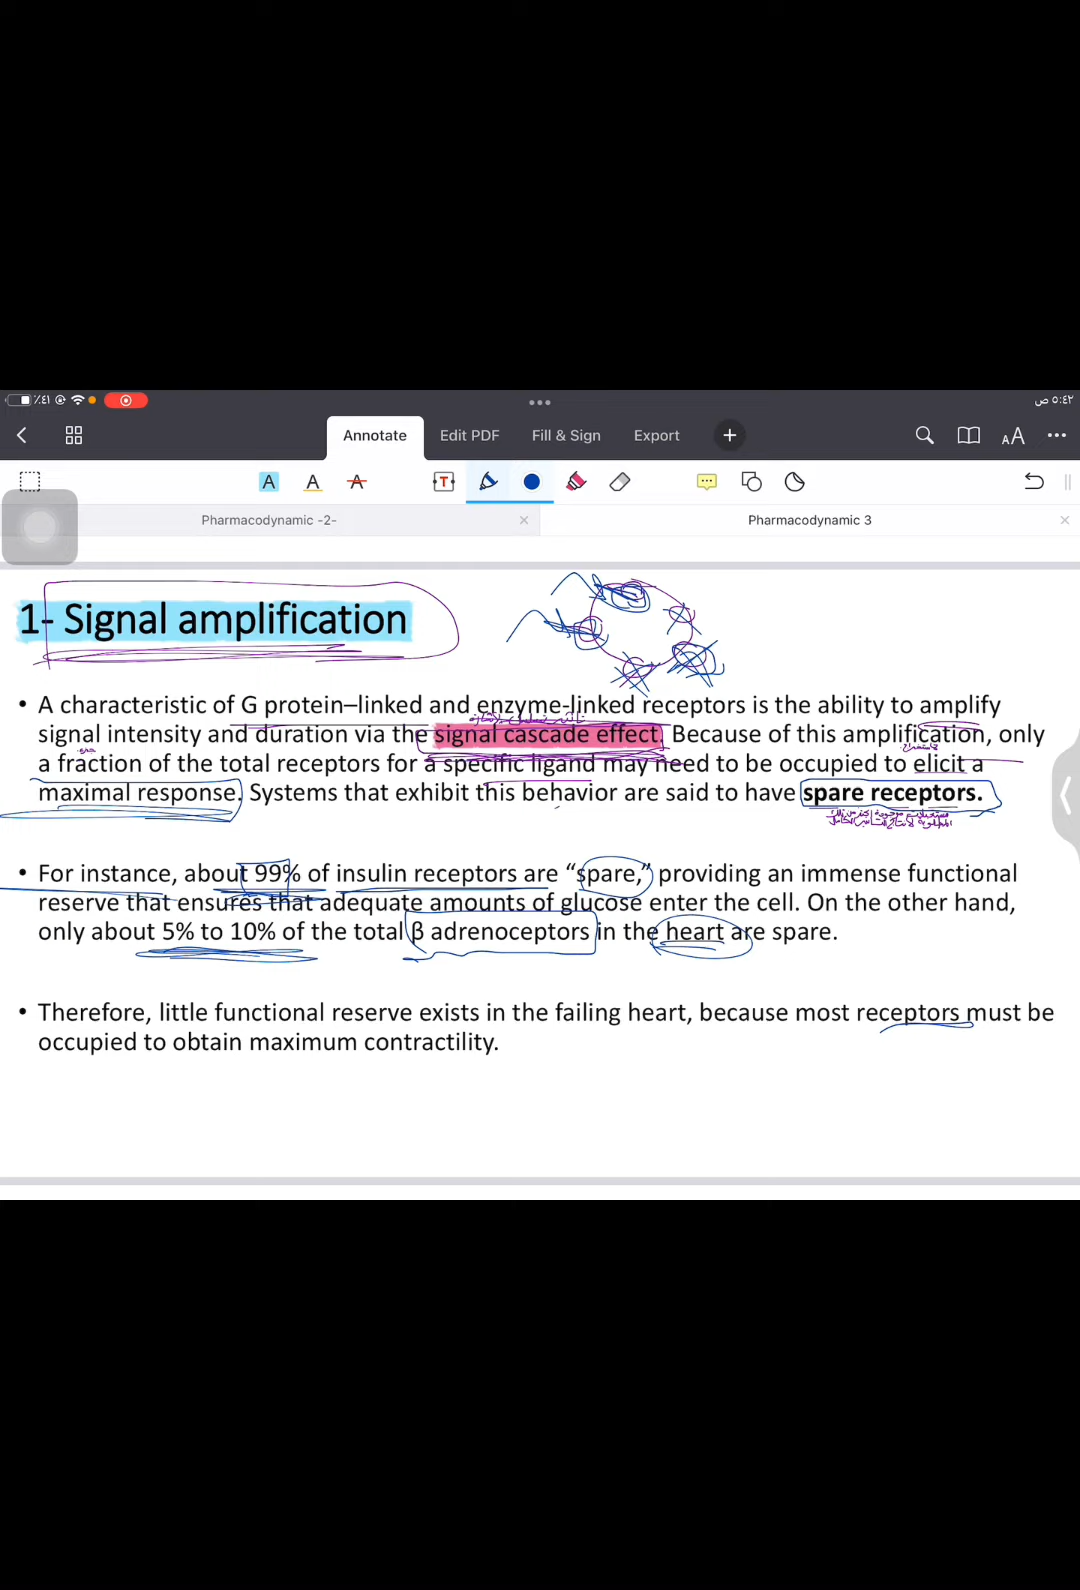 ٪٤١
٥:٤٢ ص
Annotate Edit PDF Fill & Sign Export
Pharmacodynamic -2- Pharmacodynamic 3
1- Signal amplification
• A characteristic of G protein–linked and enzyme-linked receptors is the ability to amplify
signal intensity and duration via the signal cascade effect. Because of this amplification, only
a fraction of the total receptors for a specific ligand may need to be occupied to elicit a
maximal response. Systems that exhibit this behavior are said to have spare receptors.
• For instance, about 99% of insulin receptors are “spare,” providing an immense functional
reserve that ensures that adequate amounts of glucose enter the cell. On the other hand,
only about 5% to 10% of the total β adrenoceptors in the heart are spare.
• Therefore, little functional reserve exists in the failing heart, because most receptors must be
occupied to obtain maximum contractility.